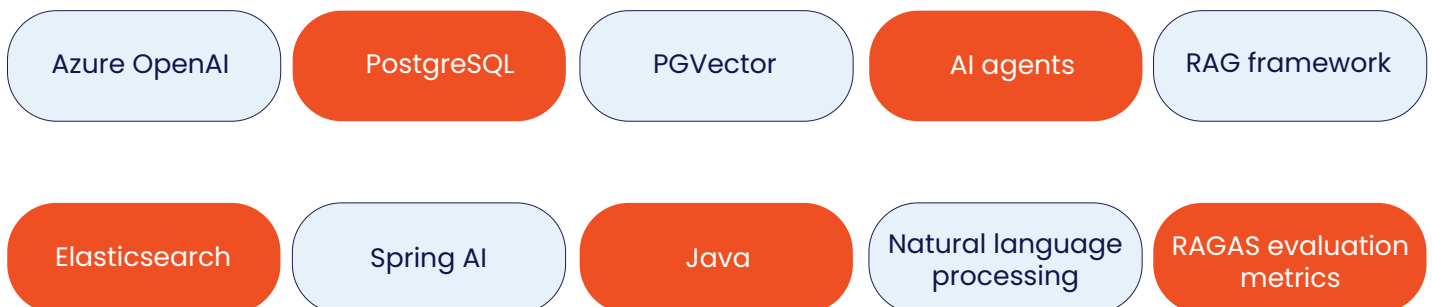 Azure OpenAI
PostgreSQL
PGVector
AI agents
RAG framework
Elasticsearch
Spring AI
Java
Natural language
processing
RAGAS evaluation
metrics